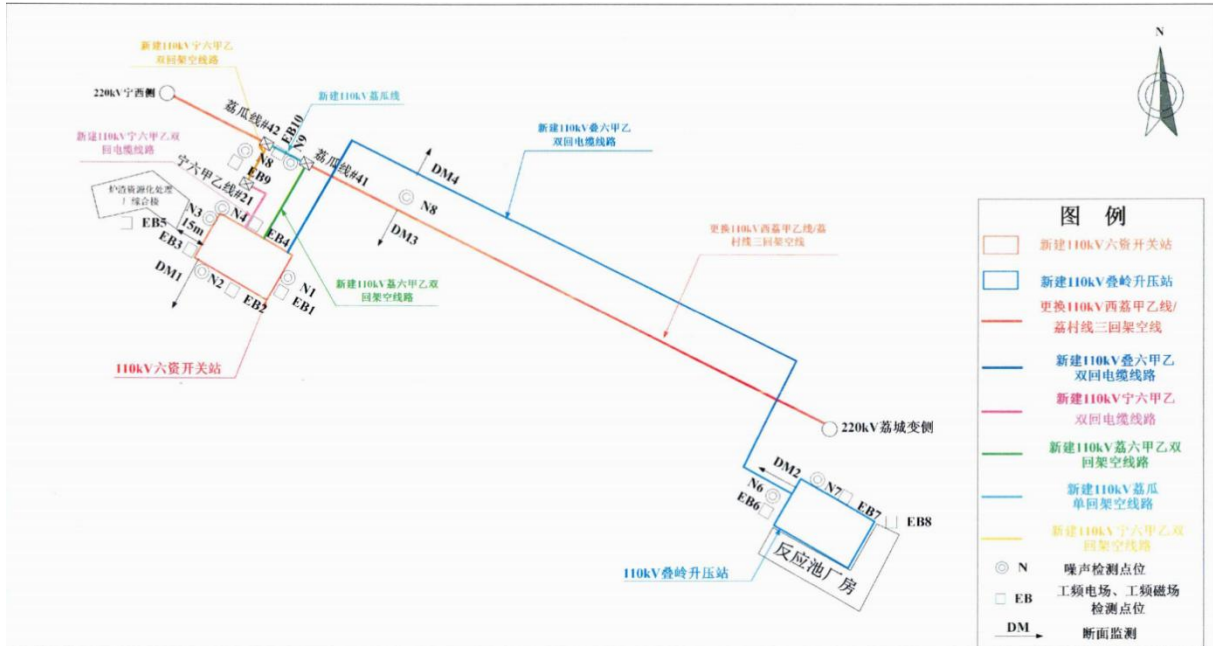 新建110kV宁六甲乙
双回架空线路
220kV宁西侧
荔瓜线#42
EB10
N9
新建110kV荔瓜线
新建110kV宁六甲乙双
回电缆线路
N8
EB9
宁六甲乙线#21
荔瓜线#41
新建110kV叠六甲乙
双回电缆线路
DM4
N8
DM3
炉渣资源化处理
厂综合楼
N3
15m
N4
EB5
EB3
EB4
DM1
N2
EB2
N1
EB1
新建110kV荔六甲乙双
回架空线路
更换110kV西荔甲乙线/荔
村线三回架空线
110kV六资开关站
220kV荔城变侧
DM2
N6
EB6
N7
EB7
EB8
反应池厂房
110kV叠岭升压站
N
图 例
新建110kV六资开关站
新建110kV叠岭升压站
更换110kV西荔甲乙线/
荔村线三回架空线
新建110kV叠六甲乙
双回电缆线路
新建110kV宁六甲乙
双回电缆线路
新建110kV荔六甲乙双
回架空线路
新建110kV荔瓜
单回架空线路
新建110kV宁六甲乙双
回架空线路
N 噪声检测点位
EB 工频电场、工频磁场
检测点位
DM 断面监测